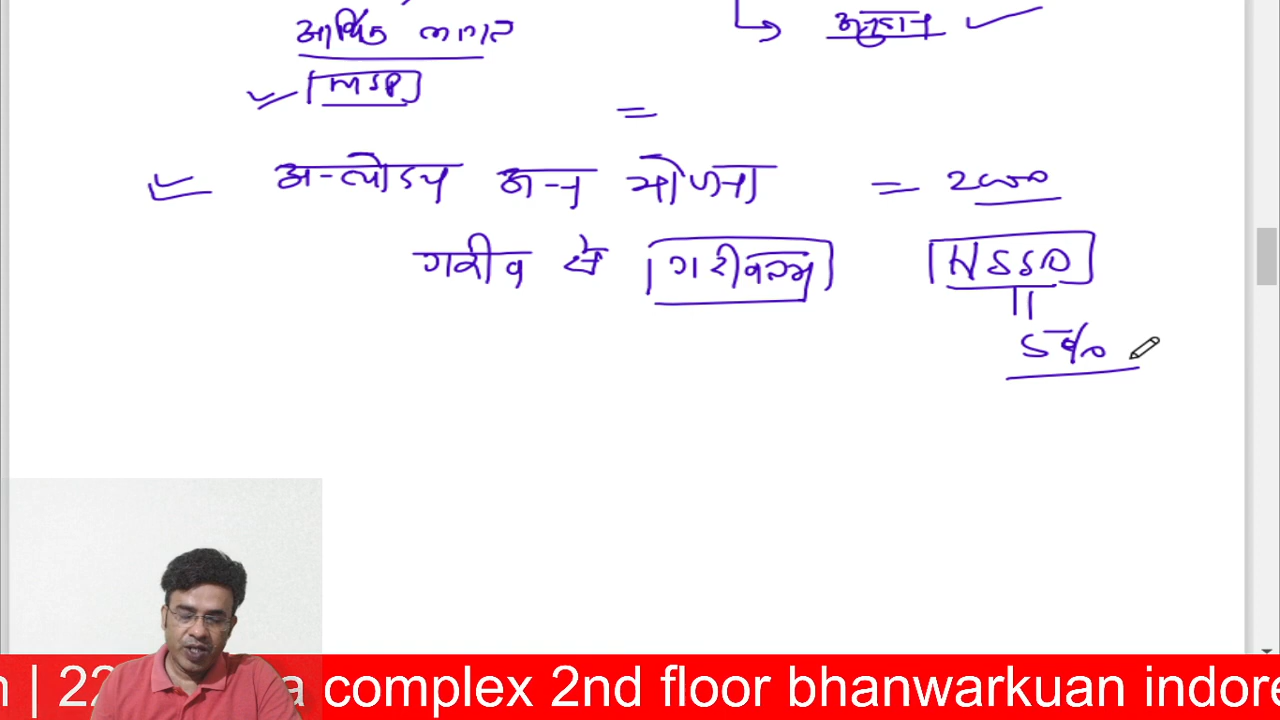 आर्थिक लागत
अनुदान
MSP
=
अन्त्योदय अन्न योजना = 2000
गरीब से गरीबतम NSSO
5%
complex 2nd floor bhanwarkuan indore